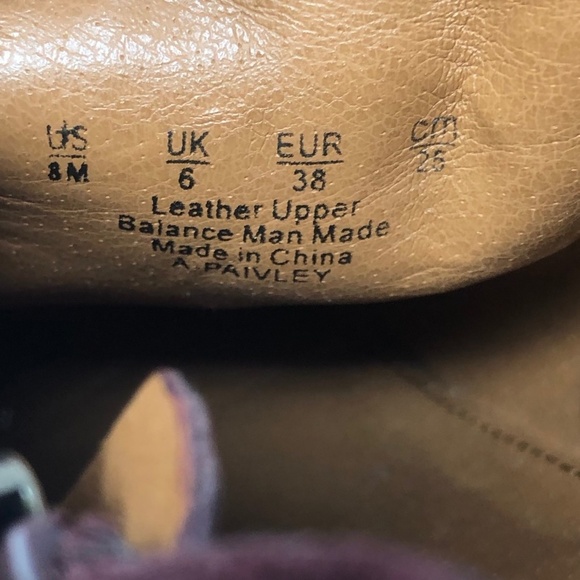 US UK EUR cm
8M 6 38 25
Leather Upper
Balance Man Made
Made in China
A PAIVLEY